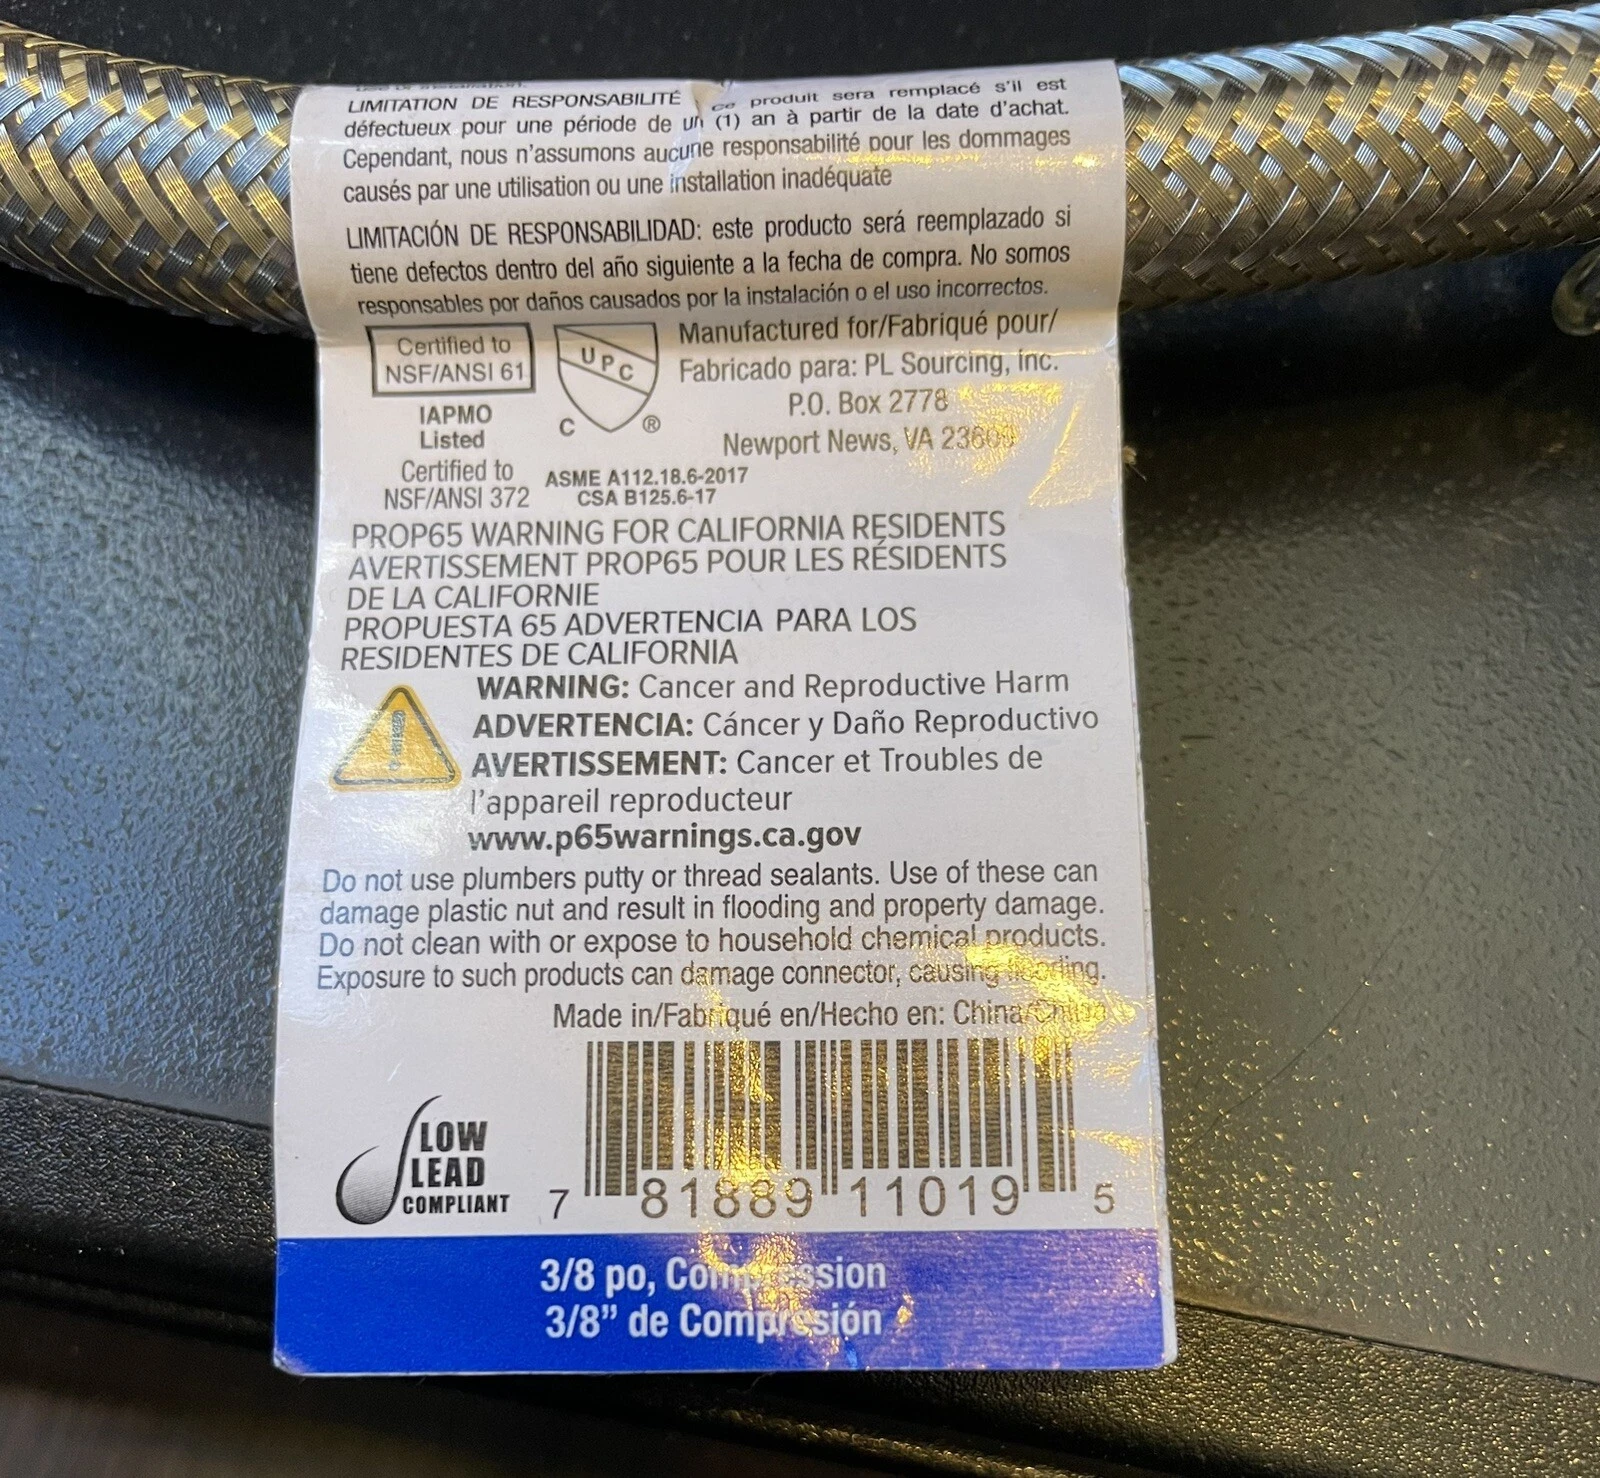 LIMITATION DE RESPONSABILITÉ ce produit sera remplacé s'il est
défectueux pour une période de un (1) an à partir de la date d'achat.
Cependant, nous n'assumons aucune responsabilité pour les dommages
causés par une utilisation ou une installation inadéquate
LIMITACIÓN DE RESPONSABILIDAD: este producto será reemplazado si
tiene defectos dentro del año siguiente a la fecha de compra. No somos
responsables por daños causados por la instalación o el uso incorrectos.
Certified to
NSF/ANSI 61
IAPMO
Listed
Certified to
NSF/ANSI 372
UPC
C ®
ASME A112.18.6-2017
CSA B125.6-17
Manufactured for/Fabriqué pour/
Fabricado para: PL Sourcing, Inc.
P.O. Box 2778
Newport News, VA 23609
PROP65 WARNING FOR CALIFORNIA RESIDENTS
AVERTISSEMENT PROP65 POUR LES RÉSIDENTS
DE LA CALIFORNIE
PROPUESTA 65 ADVERTENCIA PARA LOS
RESIDENTES DE CALIFORNIA
WARNING: Cancer and Reproductive Harm
ADVERTENCIA: Cáncer y Daño Reproductivo
AVERTISSEMENT: Cancer et Troubles de
l'appareil reproducteur
www.p65warnings.ca.gov
Do not use plumbers putty or thread sealants. Use of these can
damage plastic nut and result in flooding and property damage.
Do not clean with or expose to household chemical products.
Exposure to such products can damage connector, causing flooding.
Made in/Fabriqué en/Hecho en: China/China
LOW
LEAD
COMPLIANT
7 81889 11019 5
3/8 po, Compression
3/8” de Compresión